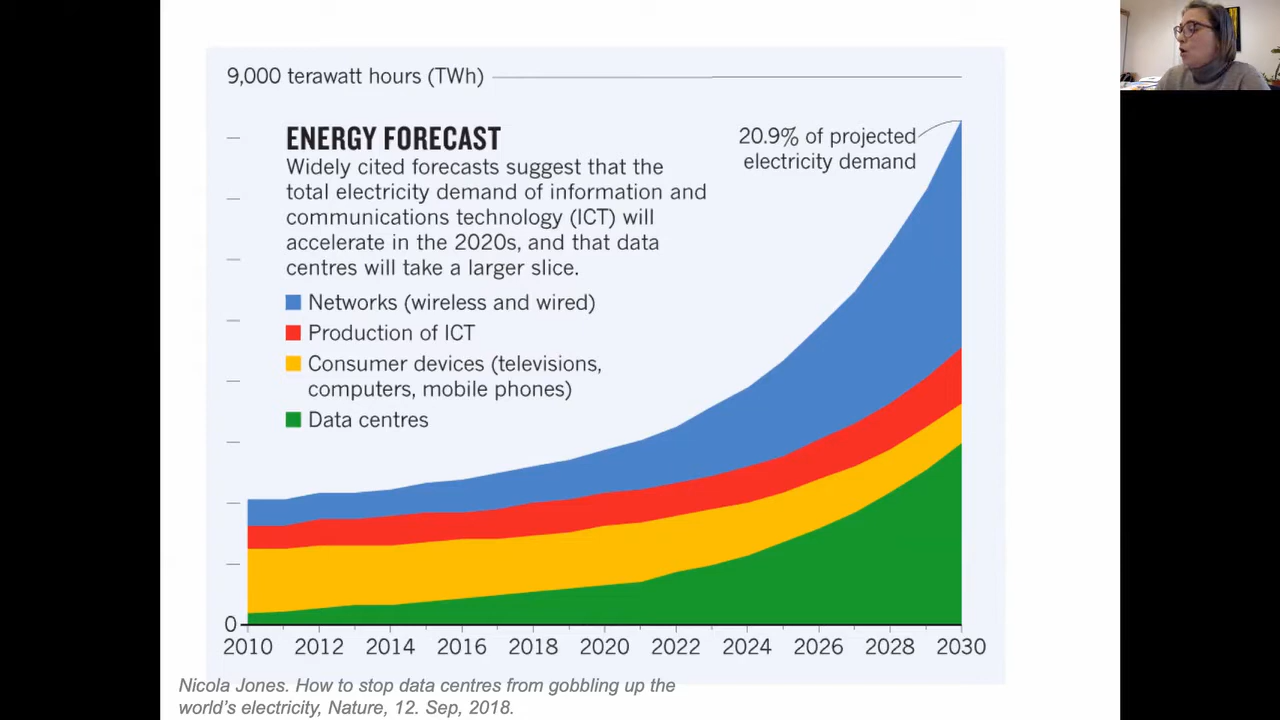 9,000 terawatt hours (TWh)
ENERGY FORECAST
Widely cited forecasts suggest that the
total electricity demand of information and
communications technology (ICT) will
accelerate in the 2020s, and that data
centres will take a larger slice.
20.9% of projected
electricity demand
Networks (wireless and wired)
Production of ICT
Consumer devices (televisions,
computers, mobile phones)
Data centres
0
2010 2012 2014 2016 2018 2020 2022 2024 2026 2028 2030
Nicola Jones. How to stop data centres from gobbling up the
world's electricity, Nature, 12. Sep, 2018.